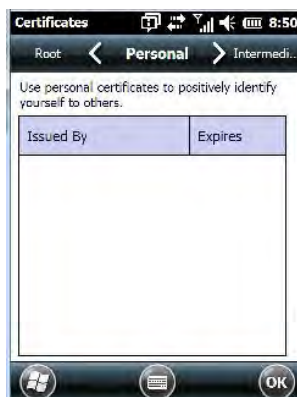 Certificates 8:50
Root Personal Intermedi..
Use personal certificates to positively identify
yourself to others.
Issued By Expires
OK